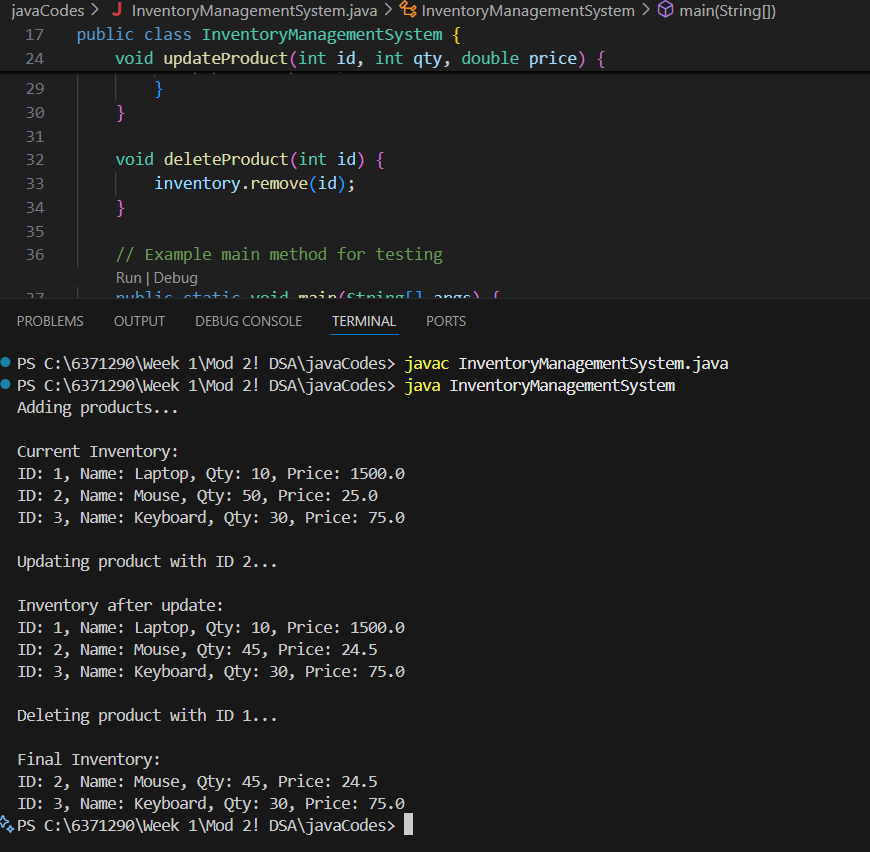 javaCodes > J InventoryManagementSystem.java > InventoryManagementSystem > main(String[])
17 public class InventoryManagementSystem {
24 void updateProduct(int id, int qty, double price) {
29 }
30 }
31
32 void deleteProduct(int id) {
33 inventory.remove(id);
34 }
35
36 // Example main method for testing
Run | Debug
37 public static void main(String[] args) {
PROBLEMS OUTPUT DEBUG CONSOLE TERMINAL PORTS
PS C:\6371290\Week 1\Mod 2! DSA\javaCodes> javac InventoryManagementSystem.java
PS C:\6371290\Week 1\Mod 2! DSA\javaCodes> java InventoryManagementSystem
Adding products...
Current Inventory:
ID: 1, Name: Laptop, Qty: 10, Price: 1500.0
ID: 2, Name: Mouse, Qty: 50, Price: 25.0
ID: 3, Name: Keyboard, Qty: 30, Price: 75.0
Updating product with ID 2...
Inventory after update:
ID: 1, Name: Laptop, Qty: 10, Price: 1500.0
ID: 2, Name: Mouse, Qty: 45, Price: 24.5
ID: 3, Name: Keyboard, Qty: 30, Price: 75.0
Deleting product with ID 1...
Final Inventory:
ID: 2, Name: Mouse, Qty: 45, Price: 24.5
ID: 3, Name: Keyboard, Qty: 30, Price: 75.0
PS C:\6371290\Week 1\Mod 2! DSA\javaCodes>